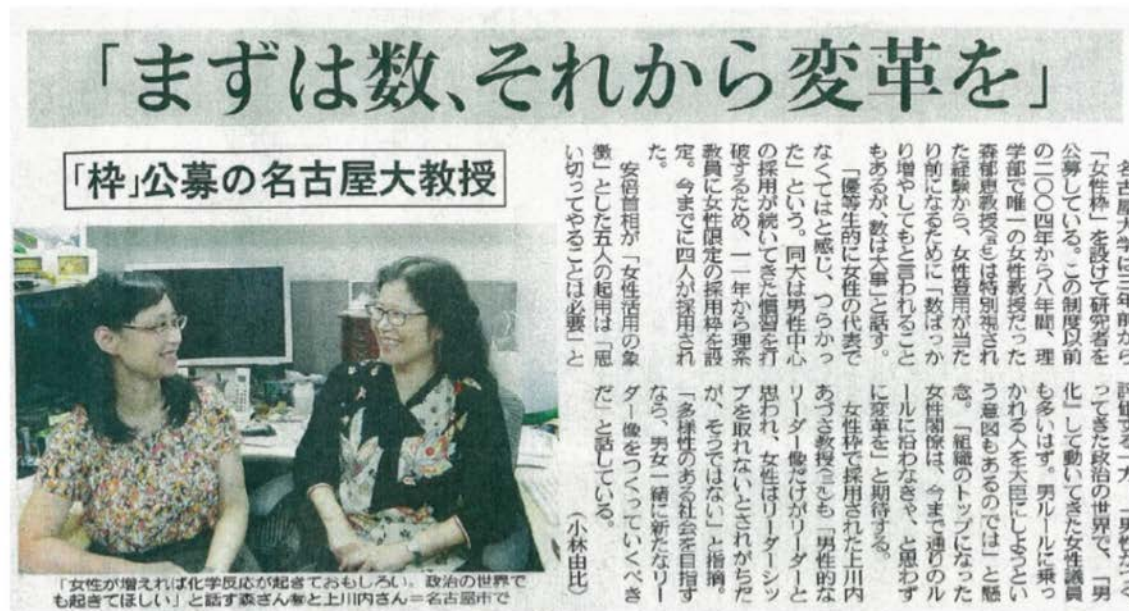 「まずは数、それから変革を」
「枠」公募の名古屋大教授
名古屋大学は三年前から
「女性枠」を設けて研究者を
公募している。この制度以前
の二〇〇四年から八年間、理
学部で唯一の女性教授だった
森郁恵教授は特別視され
た経験から、女性登用が当た
り前になるために「数ばっか
り増やしてもと言われること
もあるが、数は大事」と話す。
「優等生的に女性の代表で
なくてはと感じ、つらかっ
た」という。同大は男性中心
の採用が続いてきた慣習を打
破するため、一一年から理系
教員に女性限定の採用枠を設
定。今までに四人が採用され
た。
安倍首相が「女性活用の象
徴」とした五人の起用は「思
い切ってやることは必要」と
評価する一方、「男性がつく
ってきた政治の世界で、「男
化」して動いてきた女性議員
も多いはず。男ルールに乗っ
かれる人を大臣にしようとい
う意図もあるのでは」と懸
念。「組織のトップになった
女性閣僚は、今まで通りのル
ールに沿わなきゃ、と思わず
に変革を」と期待する。
女性枠で採用された上川内
あづさ教授も「男性的な
リーダー像だけがリーダーと
思われ、女性はリーダーシッ
プを取れないとされがちだ
が、そうではない」と指摘。
「多様性のある社会を目指す
なら、男女一緒に新たなリー
ダー像をつくっていくべき
だ」と話している。
（小林由比）
「女性が増えれば化学反応が起きておもしろい。政治の世界で
も起きてほしい」と話す森さん㊨と上川内さん＝名古屋市で